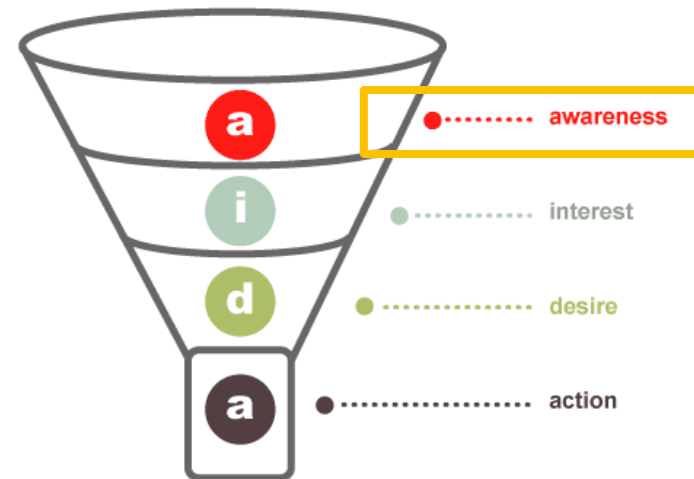 a awareness
i interest
d desire
a action